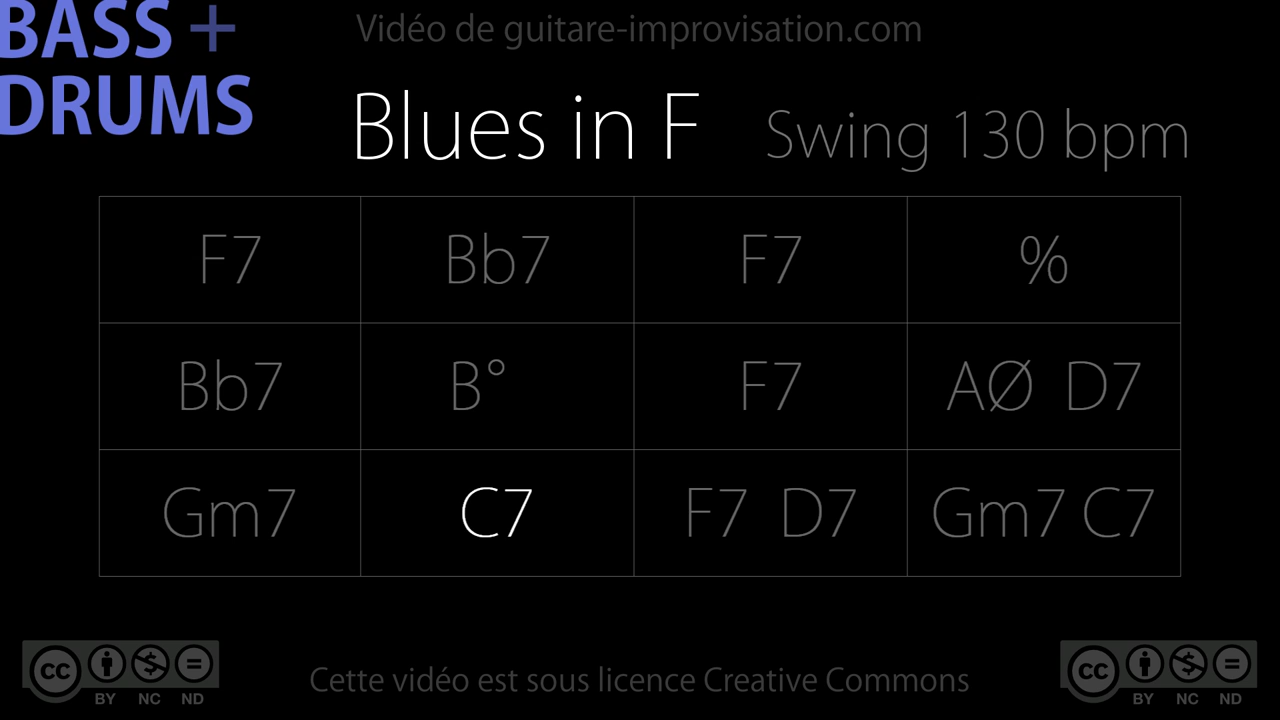 BASS +
DRUMS
Vidéo de guitare-improvisation.com
Blues in F Swing 130 bpm
F7 Bb7 F7 %
Bb7 B° F7 AØ D7
Gm7 C7 F7 D7 Gm7 C7
cc BY NC ND
Cette vidéo est sous licence Creative Commons
cc BY NC ND